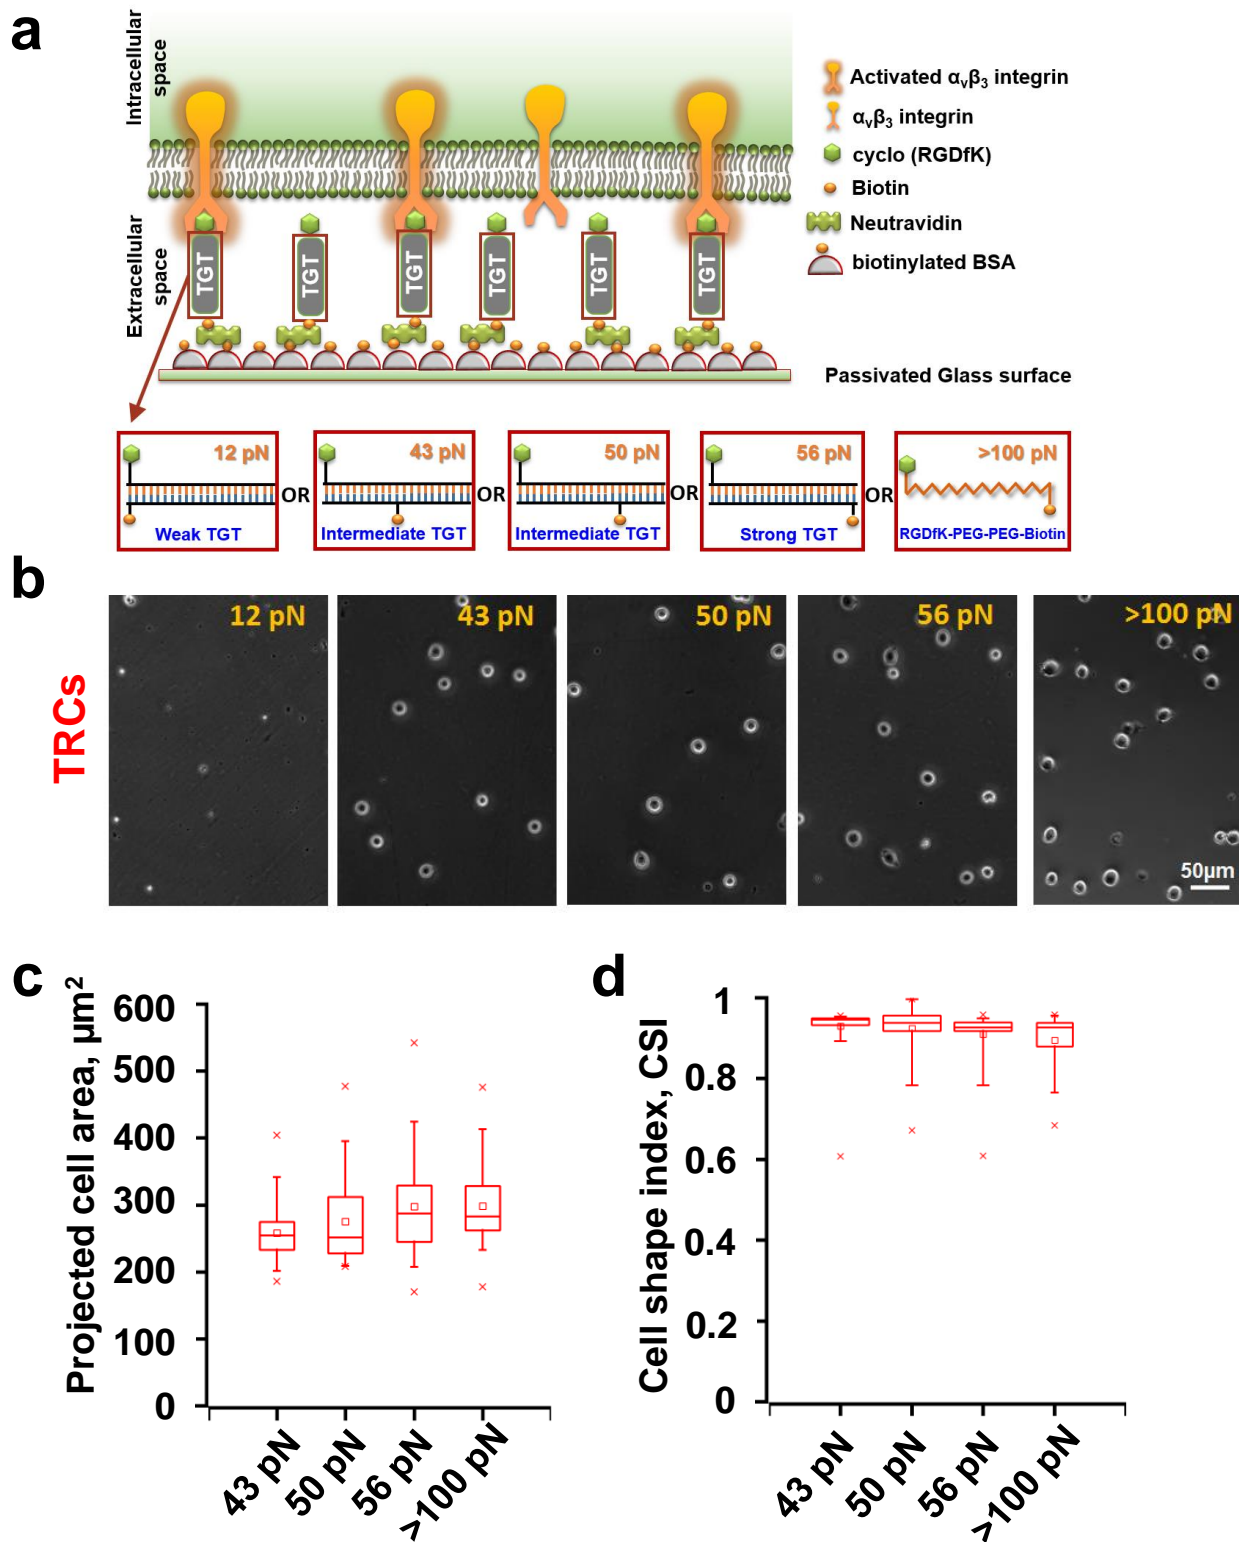 a
Intracellular
space
Extracellular
space
TGT
TGT
TGT
TGT
TGT
TGT
Activated αvβ3 integrin
αvβ3 integrin
cyclo (RGDfK)
Biotin
Neutravidin
biotinylated BSA
Passivated Glass surface
12 pN
Weak TGT
OR
43 pN
Intermediate TGT
OR
50 pN
Intermediate TGT
OR
56 pN
Strong TGT
OR
>100 pN
RGDfK-PEG-PEG-Biotin
b
TRCs
12 pN
43 pN
50 pN
56 pN
>100 pN
50µm
c
Projected cell area, µm²
600
500
400
300
200
100
0
43 pN
50 pN
56 pN
>100 pN
d
Cell shape index, CSI
1
0.8
0.6
0.4
0.2
0
43 pN
50 pN
56 pN
>100 pN